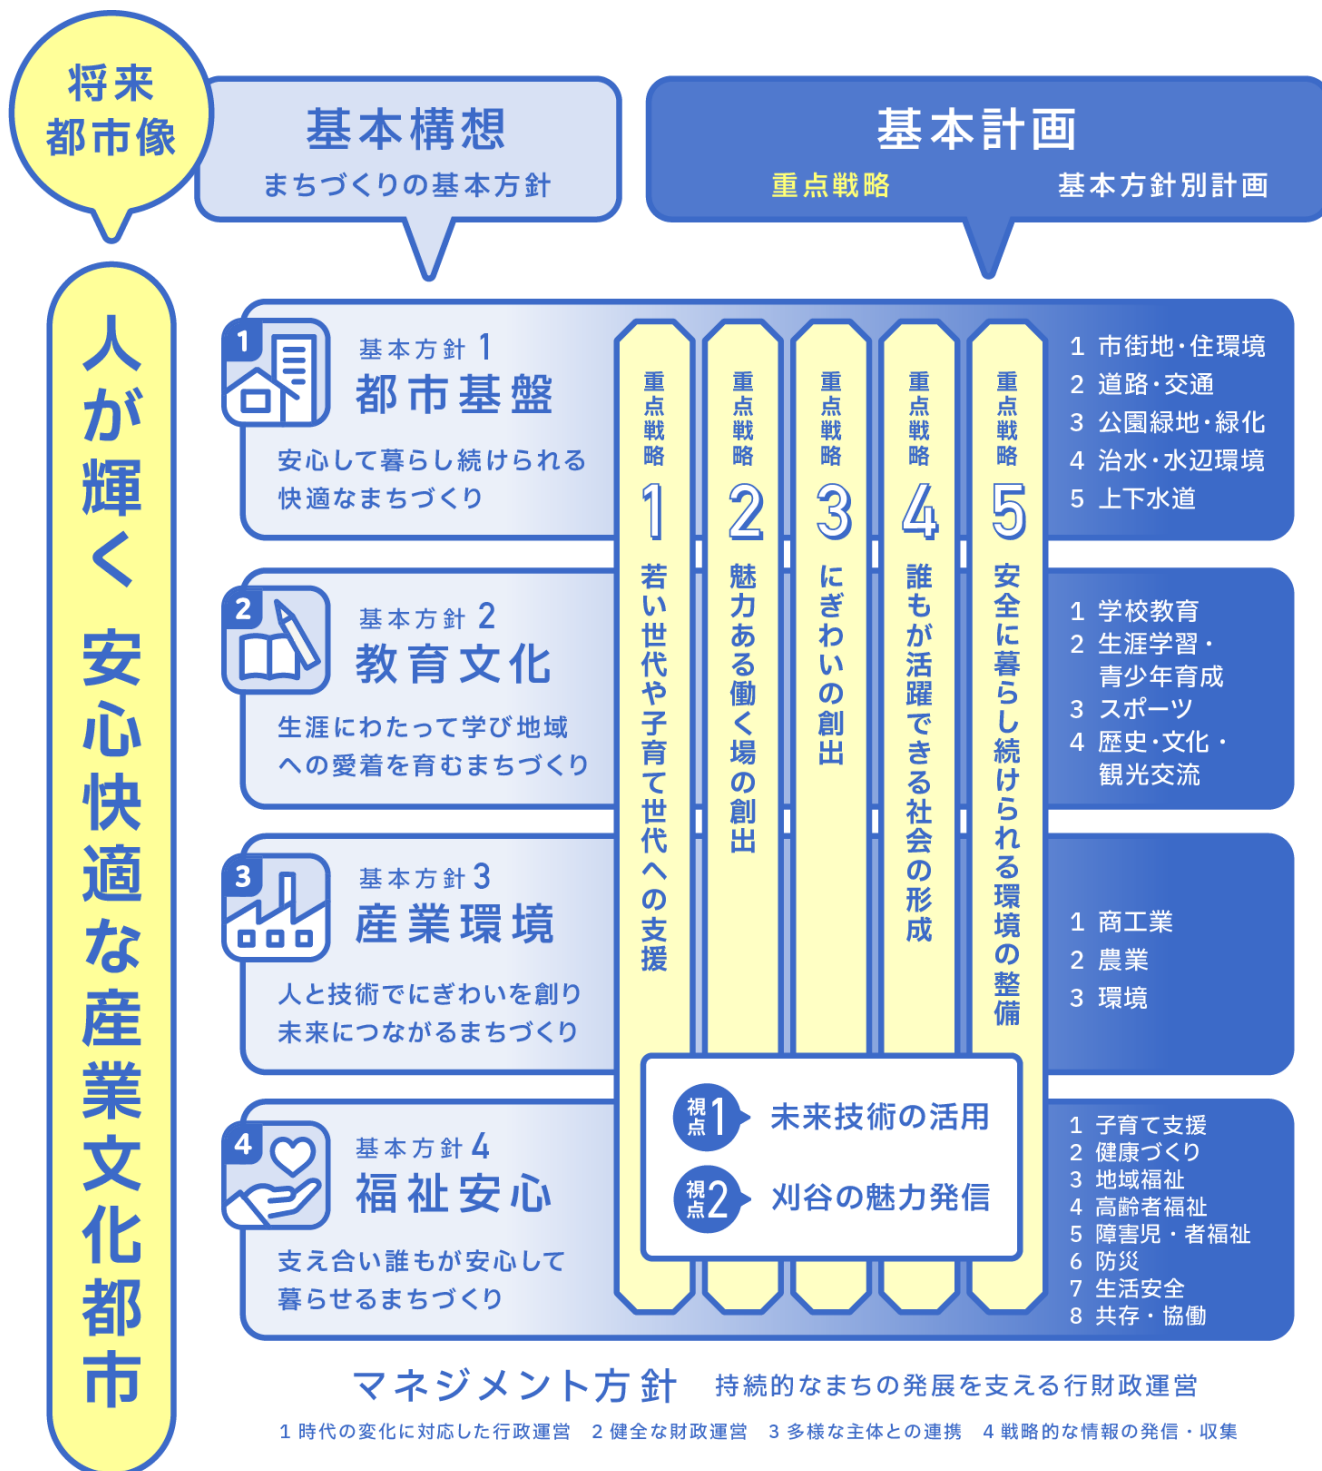 将来
都市像
基本構想
まちづくりの基本方針
基本計画
重点戦略 基本方針別計画
人が輝く 安心快適な産業文化都市
1
基本方針 1
都市基盤
安心して暮らし続けられる
快適なまちづくり
2
基本方針 2
教育文化
生涯にわたって学び地域
への愛着を育むまちづくり
3
基本方針 3
産業環境
人と技術でにぎわいを創り
未来につながるまちづくり
4
基本方針 4
福祉安心
支え合い誰もが安心して
暮らせるまちづくり
重点戦略 1 若い世代や子育て世代への支援
重点戦略 2 魅力ある働く場の創出
重点戦略 3 にぎわいの創出
重点戦略 4 誰もが活躍できる社会の形成
重点戦略 5 安全に暮らし続けられる環境の整備
視点1 未来技術の活用
視点2 刈谷の魅力発信
1 市街地・住環境
2 道路・交通
3 公園緑地・緑化
4 治水・水辺環境
5 上下水道
1 学校教育
2 生涯学習・
青少年育成
3 スポーツ
4 歴史・文化・
観光交流
1 商工業
2 農業
3 環境
1 子育て支援
2 健康づくり
3 地域福祉
4 高齢者福祉
5 障害児・者福祉
6 防災
7 生活安全
8 共存・協働
マネジメント方針 持続的なまちの発展を支える行財政運営
1 時代の変化に対応した行政運営 2 健全な財政運営 3 多様な主体との連携 4 戦略的な情報の発信・収集